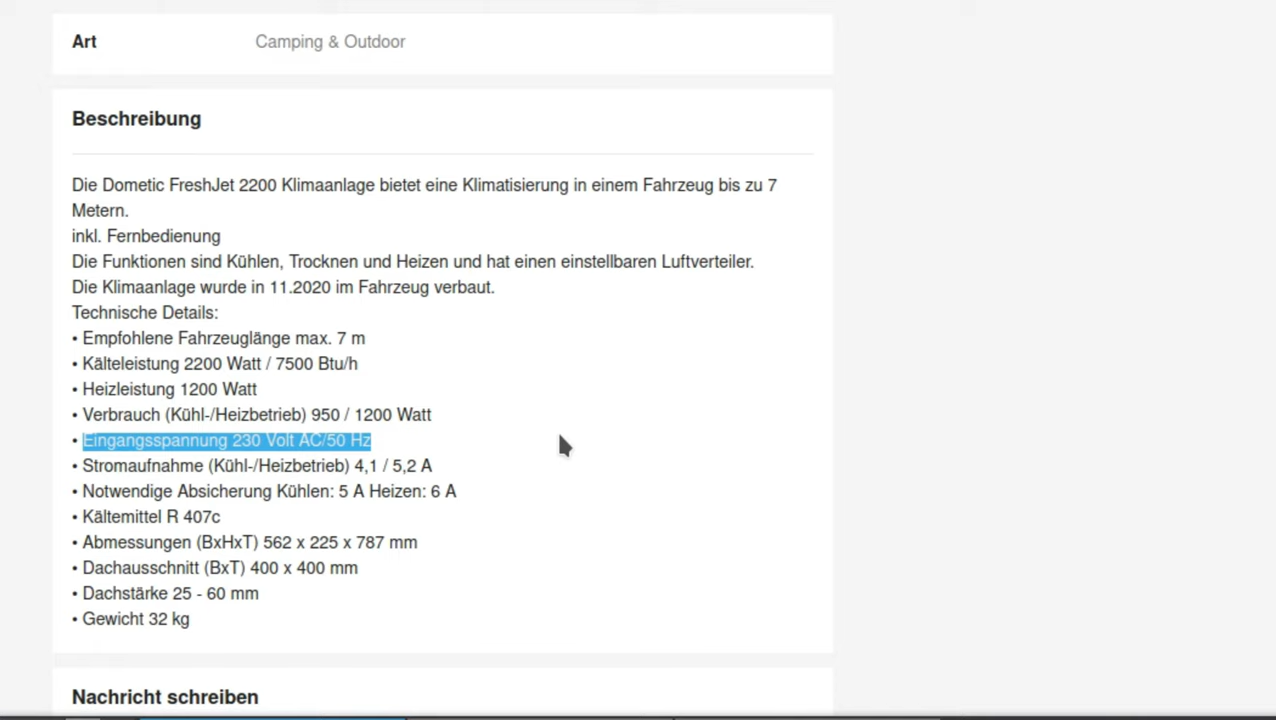 Art Camping & Outdoor
Beschreibung
Die Dometic FreshJet 2200 Klimaanlage bietet eine Klimatisierung in einem Fahrzeug bis zu 7
Metern.
inkl. Fernbedienung
Die Funktionen sind Kühlen, Trocknen und Heizen und hat einen einstellbaren Luftverteiler.
Die Klimaanlage wurde in 11.2020 im Fahrzeug verbaut.
Technische Details:
• Empfohlene Fahrzeuglänge max. 7 m
• Kälteleistung 2200 Watt / 7500 Btu/h
• Heizleistung 1200 Watt
• Verbrauch (Kühl-/Heizbetrieb) 950 / 1200 Watt
• Eingangsspannung 230 Volt AC/50 Hz
• Stromaufnahme (Kühl-/Heizbetrieb) 4,1 / 5,2 A
• Notwendige Absicherung Kühlen: 5 A Heizen: 6 A
• Kältemittel R 407c
• Abmessungen (BxHxT) 562 x 225 x 787 mm
• Dachausschnitt (BxT) 400 x 400 mm
• Dachstärke 25 - 60 mm
• Gewicht 32 kg
Nachricht schreiben